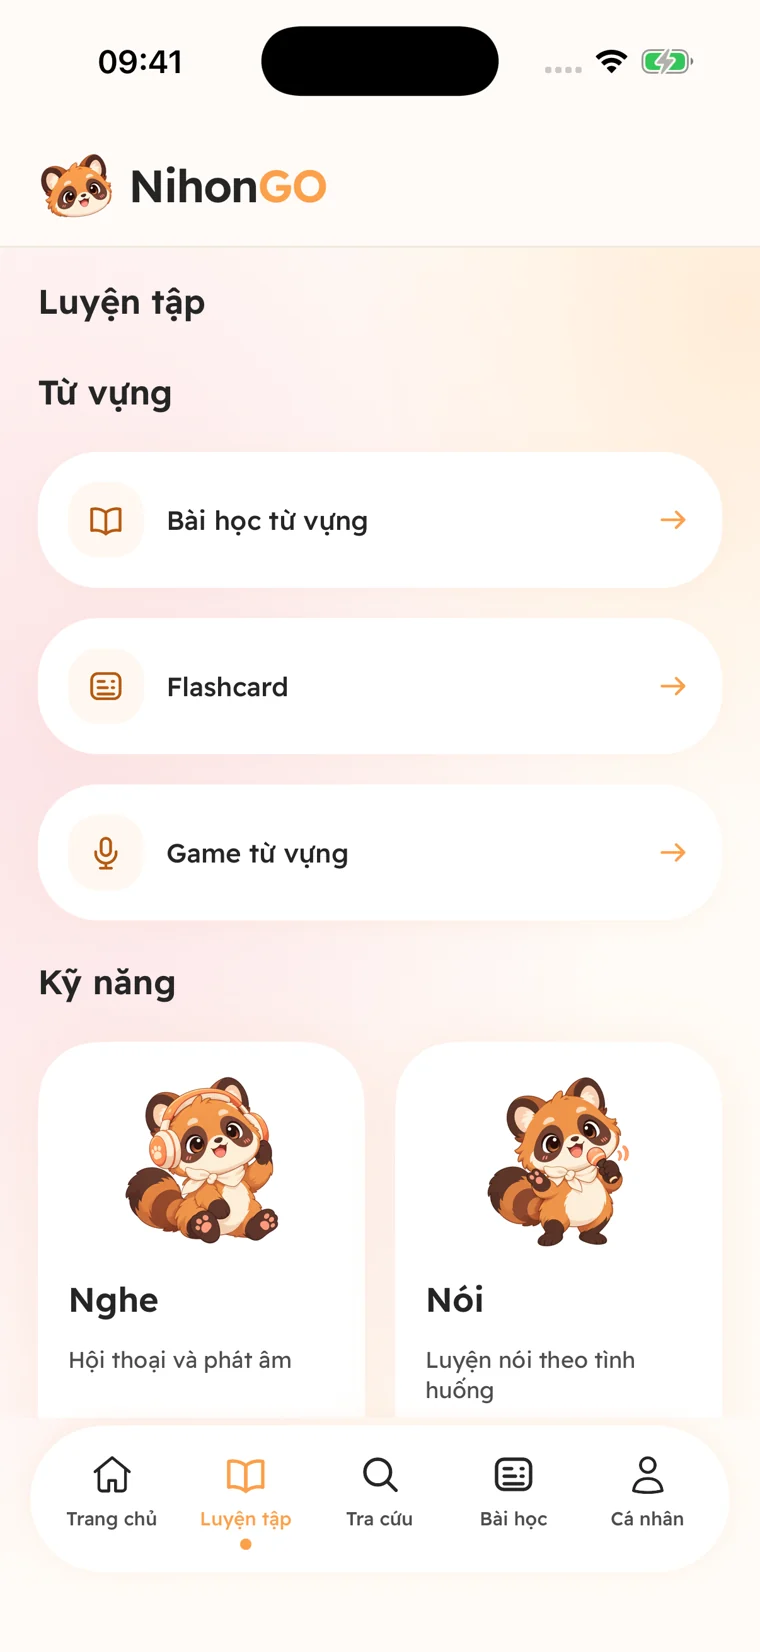 09:41
NihonGO
Luyện tập
Từ vựng
Bài học từ vựng
Flashcard
Game từ vựng
Kỹ năng
Nghe
Hội thoại và phát âm
Nói
Luyện nói theo tình
huống
Trang chủ
Luyện tập
Tra cứu
Bài học
Cá nhân